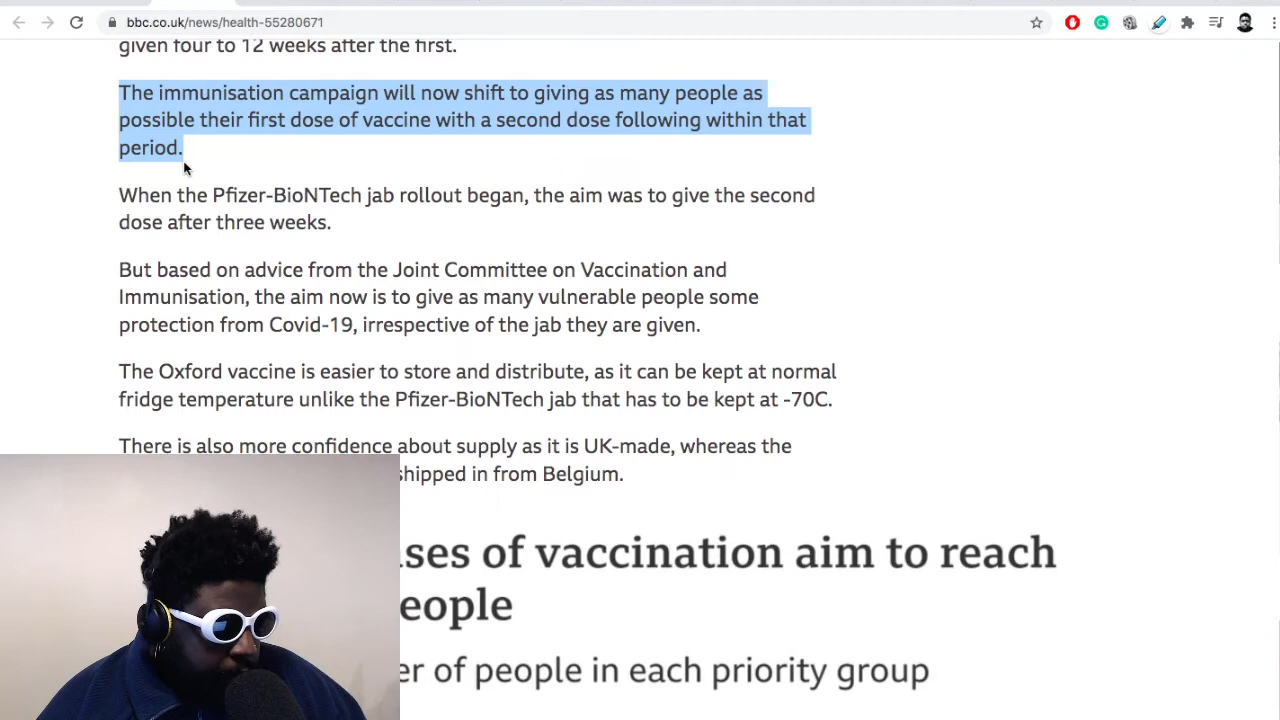 bbc.co.uk/news/health-55280671
given four to 12 weeks after the first.
The immunisation campaign will now shift to giving as many people as
possible their first dose of vaccine with a second dose following within that
period.
When the Pfizer-BioNTech jab rollout began, the aim was to give the second
dose after three weeks.
But based on advice from the Joint Committee on Vaccination and
Immunisation, the aim now is to give as many vulnerable people some
protection from Covid-19, irrespective of the jab they are given.
The Oxford vaccine is easier to store and distribute, as it can be kept at normal
fridge temperature unlike the Pfizer-BioNTech jab that has to be kept at -70C.
There is also more confidence about supply as it is UK-made, whereas the
shipped in from Belgium.
of vaccination aim to reach
of people in each priority group